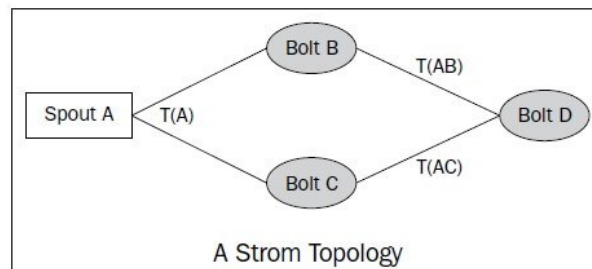 Bolt B
T(AB)
Spout A
T(A)
Bolt D
T(AC)
Bolt C
A Strom Topology